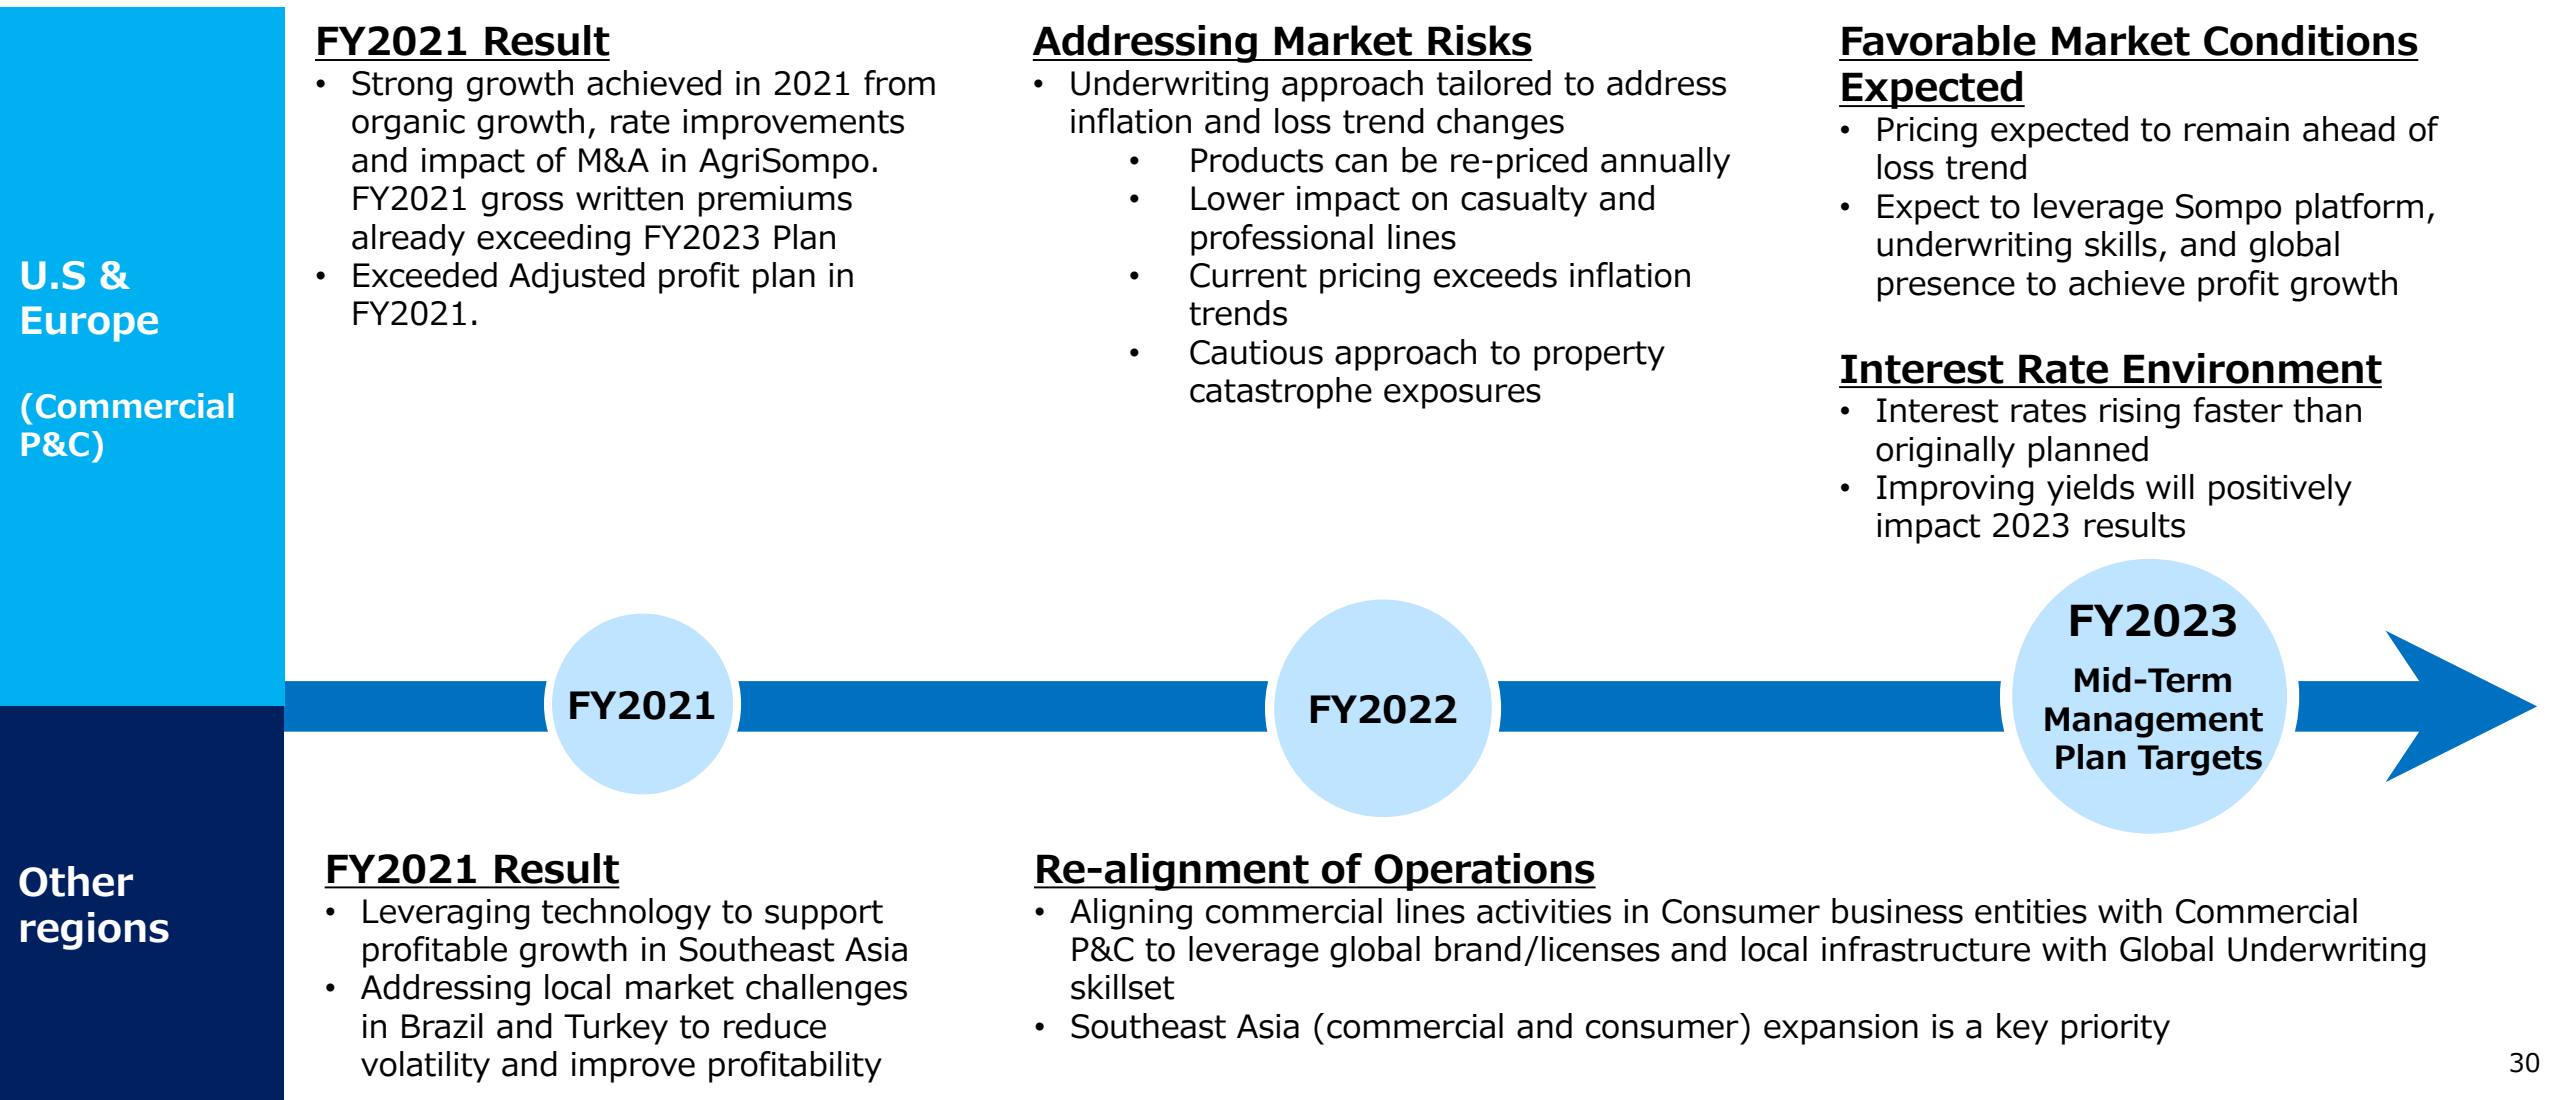 U.S &
Europe
(Commercial
P&C)
FY2021 Result
• Strong growth achieved in 2021 from
organic growth, rate improvements
and impact of M&A in AgriSompo.
FY2021 gross written premiums
already exceeding FY2023 Plan
• Exceeded Adjusted profit plan in
FY2021.
Addressing Market Risks
• Underwriting approach tailored to address
inflation and loss trend changes
• Products can be re-priced annually
• Lower impact on casualty and
professional lines
• Current pricing exceeds inflation
trends
• Cautious approach to property
catastrophe exposures
Favorable Market Conditions
Expected
• Pricing expected to remain ahead of
loss trend
• Expect to leverage Sompo platform,
underwriting skills, and global
presence to achieve profit growth
Interest Rate Environment
• Interest rates rising faster than
originally planned
• Improving yields will positively
impact 2023 results
FY2021
FY2022
FY2023
Mid-Term
Management
Plan Targets
Other
regions
FY2021 Result
• Leveraging technology to support
profitable growth in Southeast Asia
• Addressing local market challenges
in Brazil and Turkey to reduce
volatility and improve profitability
Re-alignment of Operations
• Aligning commercial lines activities in Consumer business entities with Commercial
P&C to leverage global brand/licenses and local infrastructure with Global Underwriting
skillset
• Southeast Asia (commercial and consumer) expansion is a key priority
30